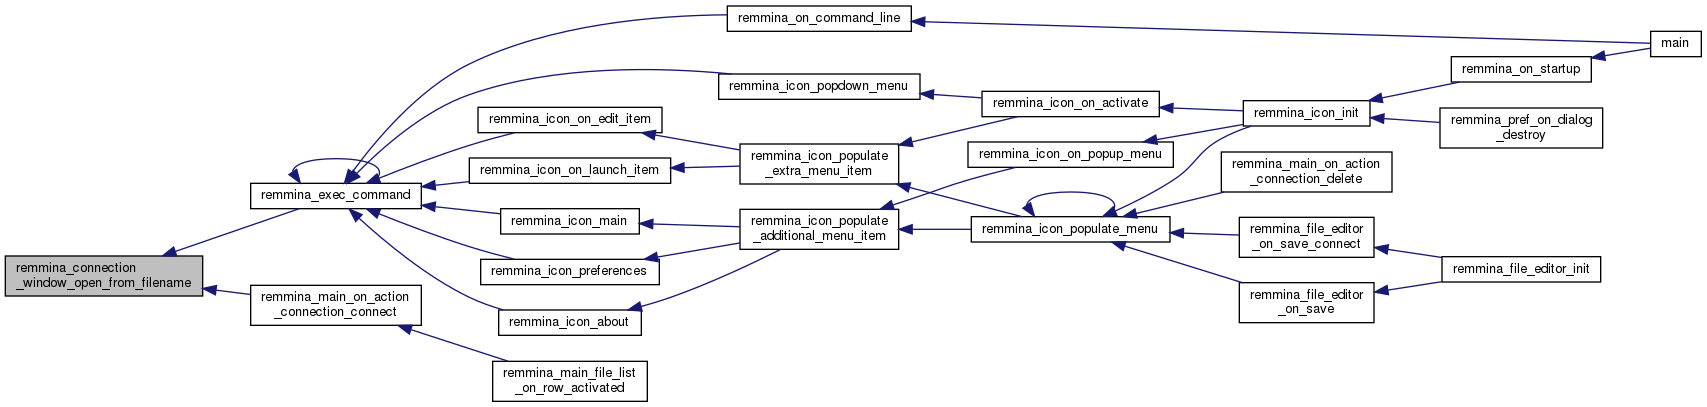 remmina_connection
_window_open_from_filename
remmina_exec_command
remmina_main_on_action
_connection_connect
remmina_icon_on_edit_item
remmina_icon_on_launch_item
remmina_icon_main
remmina_icon_preferences
remmina_icon_about
remmina_main_file_list
_on_row_activated
remmina_on_command_line
remmina_icon_popdown_menu
remmina_icon_populate
_extra_menu_item
remmina_icon_populate
_additional_menu_item
remmina_icon_on_activate
remmina_icon_on_popup_menu
remmina_icon_populate_menu
remmina_icon_init
remmina_main_on_action
_connection_delete
remmina_file_editor
_on_save_connect
remmina_file_editor
_on_save
remmina_on_startup
remmina_pref_on_dialog
_destroy
remmina_file_editor_init
main